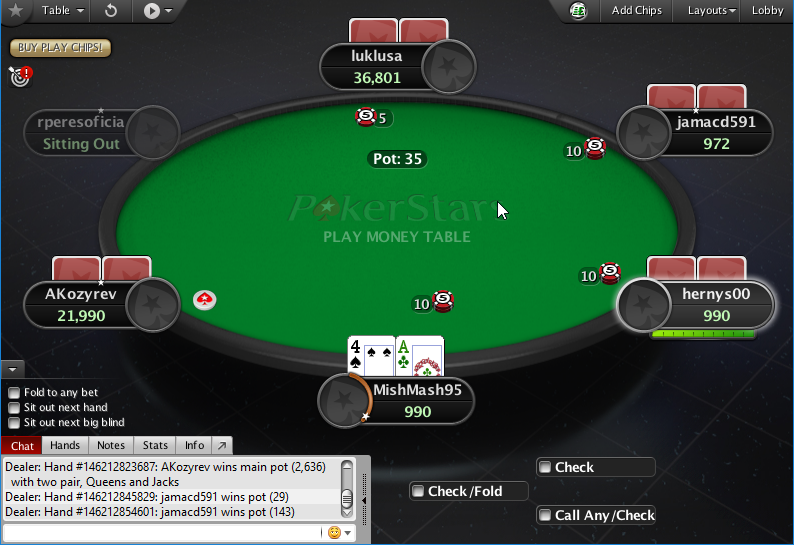 Table
Add Chips
Layouts
Lobby
BUY PLAY CHIPS!
luklusa
36,801
rperesoficia
Sitting Out
jamacd591
972
5
10
Pot: 35
PokerStars
PLAY MONEY TABLE
AKozyrev
21,990
hernys00
990
10
10
4
A
MishMash95
990
Fold to any bet
Sit out next hand
Sit out next big blind
Chat
Hands
Notes
Stats
Info
Dealer: Hand #146212823687: AKozyrev wins main pot (2,636)
with two pair, Queens and Jacks
Dealer: Hand #146212845829: jamacd591 wins pot (29)
Dealer: Hand #146212854601: jamacd591 wins pot (143)
Check
Check/Fold
Call Any/Check